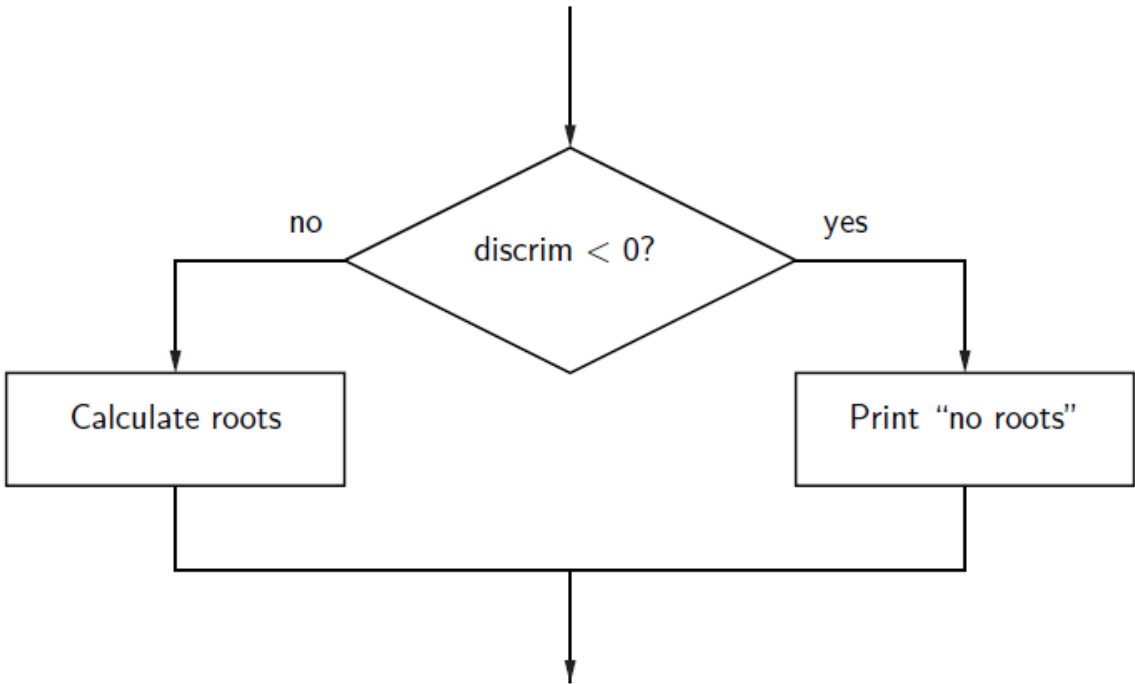 no
discrim < 0?
yes
Calculate roots
Print “no roots”